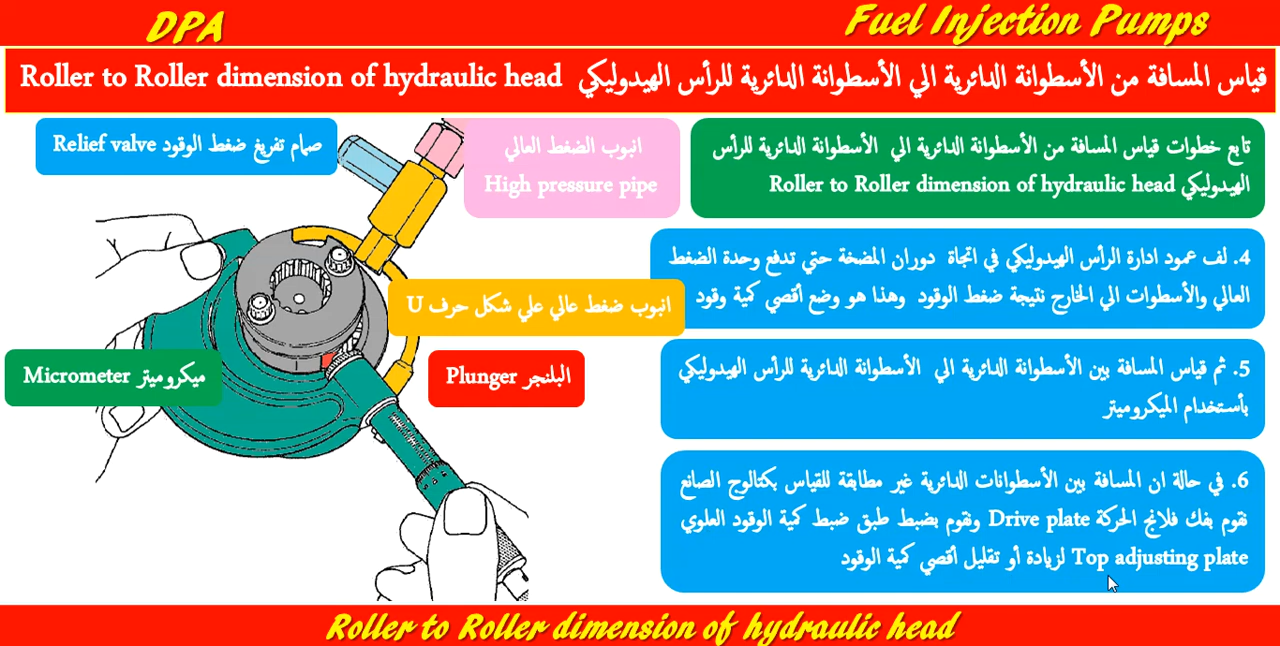 DPA
Fuel Injection Pumps
قياس المسافة من الأسطوانة الدائرية الي الأسطوانة الدائرية للرأس الهيدوليكي Roller to Roller dimension of hydraulic head
صمام تفريغ ضغط الوقود Relief valve
انبوب الضغط العالي
High pressure pipe
تابع خطوات قياس المسافة من الأسطوانة الدائرية الي الأسطوانة الدائرية للرأس
الهيدوليكي Roller to Roller dimension of hydraulic head
4. لف عمود ادارة الرأس الهيدوليكي في اتجاة دوران المضخة حتي تدفع وحدة الضغط
العالي والأسطوات الي الخارج نتيجة ضغط الوقود وهذا هو وضع أقصي كمية وقود
انبوب ضغط عالي علي شكل حرف U
ميكروميتر Micrometer
البلنجر Plunger
5. ثم قياس المسافة بين الأسطوانة الدائرية الي الأسطوانة الدائرية للرأس الهيدوليكي
بأستخدام الميكروميتر
6. في حالة ان المسافة بين الأسطوانات الدائرية غير مطابقة للقياس بكتالوج الصانع
نقوم بفك فلانج الحركة Drive plate ونقوم بضبط طبق ضبط كمية الوقود العلوي
Top adjusting plate لزيادة أو تقليل أقصي كمية الوقود
Roller to Roller dimension of hydraulic head